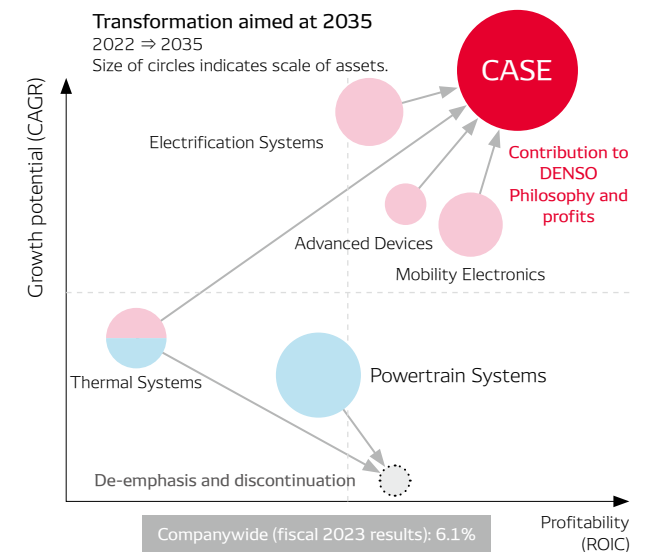 Transformation aimed at 2035
2022 ⇒ 2035
Size of circles indicates scale of assets.
CASE
Growth potential (CAGR)
Electrification Systems
Contribution to
DENSO
Philosophy and
profits
Advanced Devices
Mobility Electronics
Thermal Systems
Powertrain Systems
De-emphasis and discontinuation
Companywide (fiscal 2023 results): 6.1%
Profitability
(ROIC)